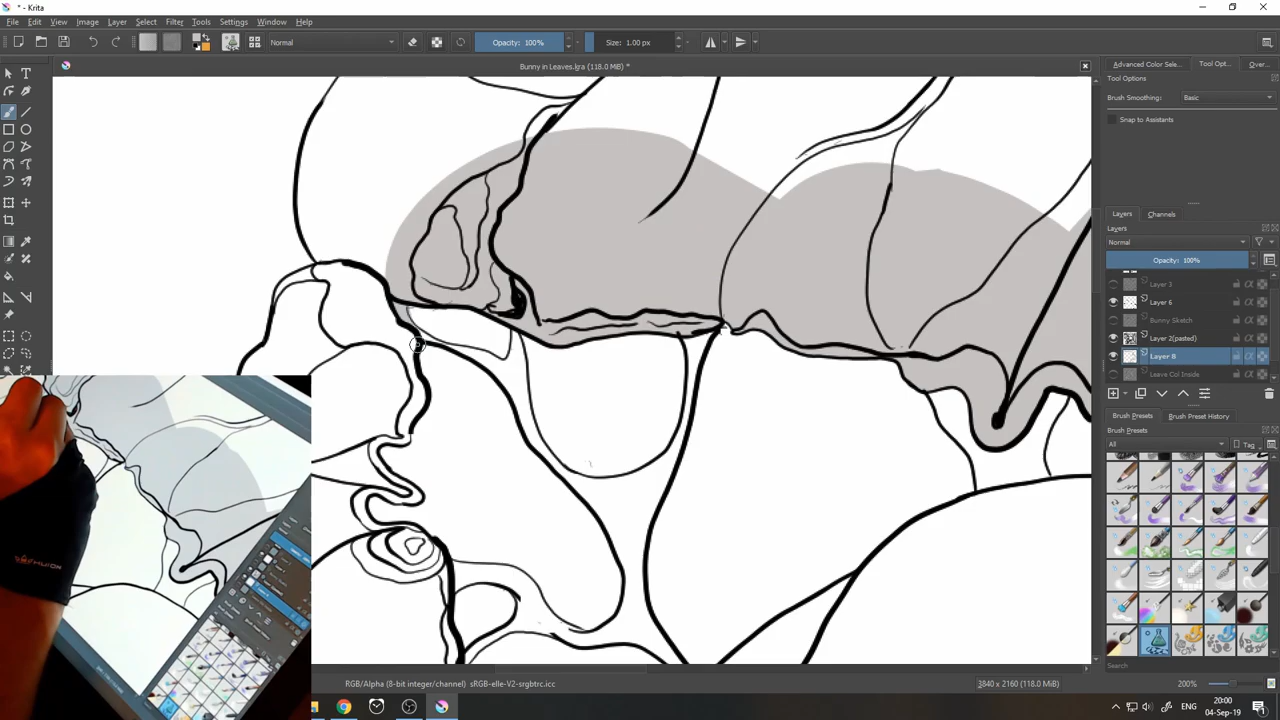 * - Krita
File Edit View Image Layer Select Filter Tools Settings Window Help
Normal Opacity: 100% Size: 1.00 px
Bunny in Leaves.kra (118.0 MiB) *
Advanced Color Sele... Tool Opt... Over...
Tool Options
Brush Smoothing: Basic
Snap to Assistants
Layers Channels
Layers
Normal
Opacity: 100%
Layer 3
Layer 6
Bunny Sketch
Layer 2(pasted)
Layer 8
Leave Col Inside
Brush Presets Brush Preset History
Brush Presets
All Tag
Search
RGB/Alpha (8-bit integer/channel) sRGB-elle-V2-srgbtrc.icc 3840 x 2160 (118.0 MiB) 200%
ENG 20:00
04-Sep-19